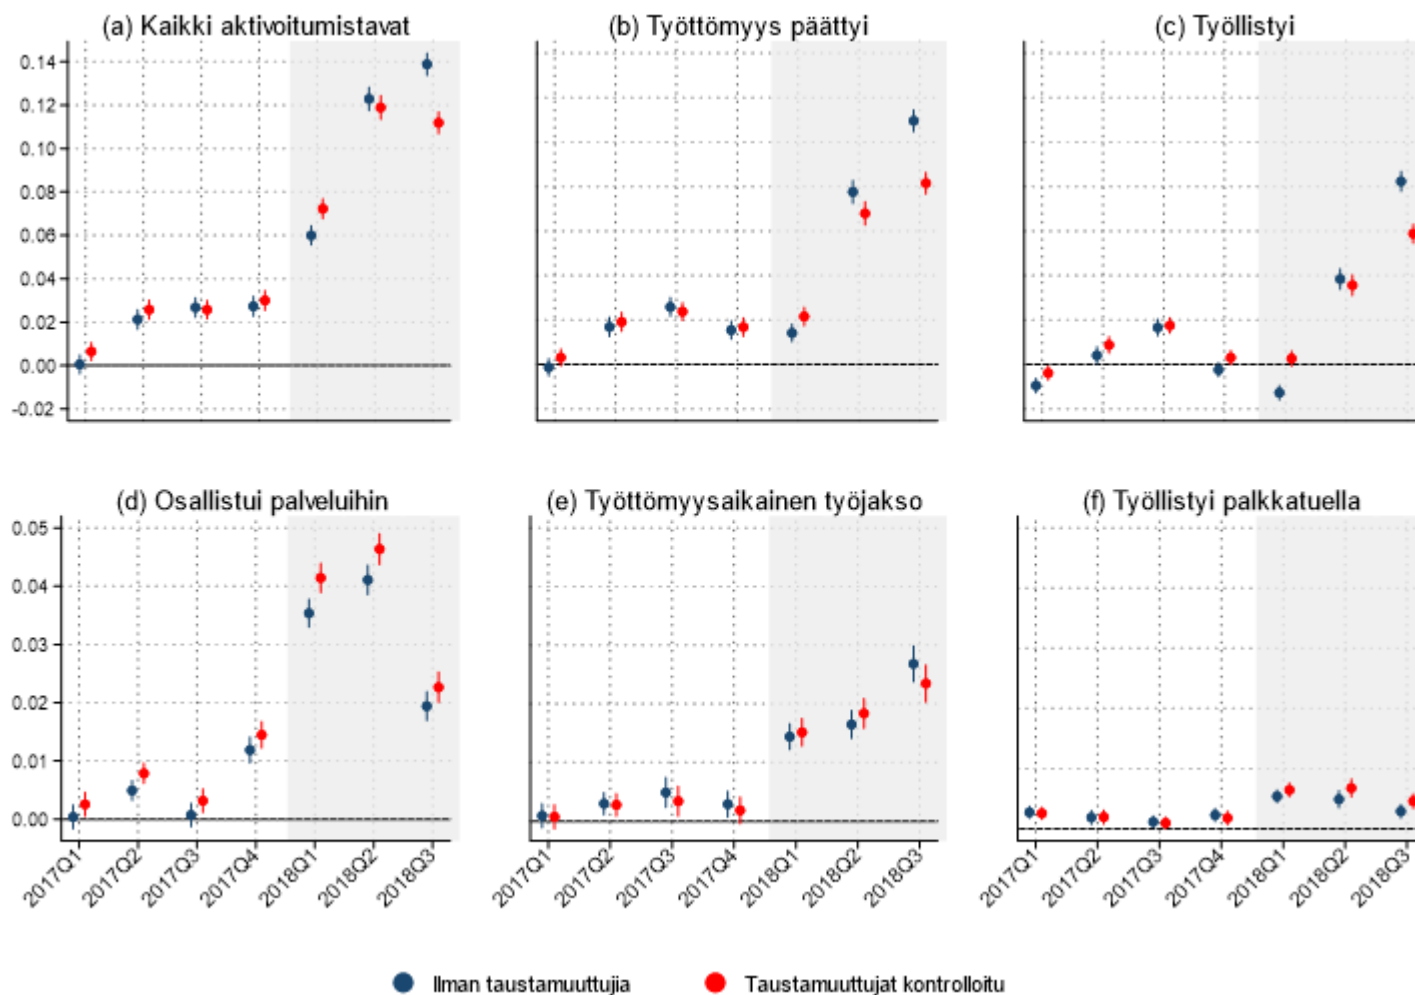 (a) Kaikki aktivoitumistavat
(b) Työttömyys päättyi
(c) Työllistyi
0.14
0.12
0.10
0.08
0.06
0.04
0.02
0.00
-0.02
(d) Osallistui palveluihin
(e) Työttömyysaikainen työjakso
(f) Työllistyi palkkatuella
0.05
0.04
0.03
0.02
0.01
0.00
2017Q1 2017Q2 2017Q3 2017Q4 2018Q1 2018Q2 2018Q3
2017Q1 2017Q2 2017Q3 2017Q4 2018Q1 2018Q2 2018Q3
2017Q1 2017Q2 2017Q3 2017Q4 2018Q1 2018Q2 2018Q3
Ilman taustamuuttujia
Taustamuuttujat kontrolloitu